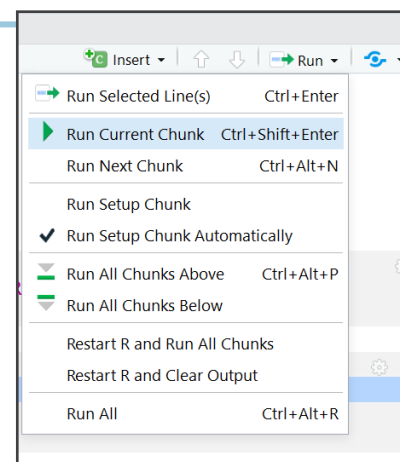 Insert Run
Run Selected Line(s) Ctrl+Enter
Run Current Chunk Ctrl+Shift+Enter
Run Next Chunk Ctrl+Alt+N
Run Setup Chunk
Run Setup Chunk Automatically
Run All Chunks Above Ctrl+Alt+P
Run All Chunks Below
Restart R and Run All Chunks
Restart R and Clear Output
Run All Ctrl+Alt+R